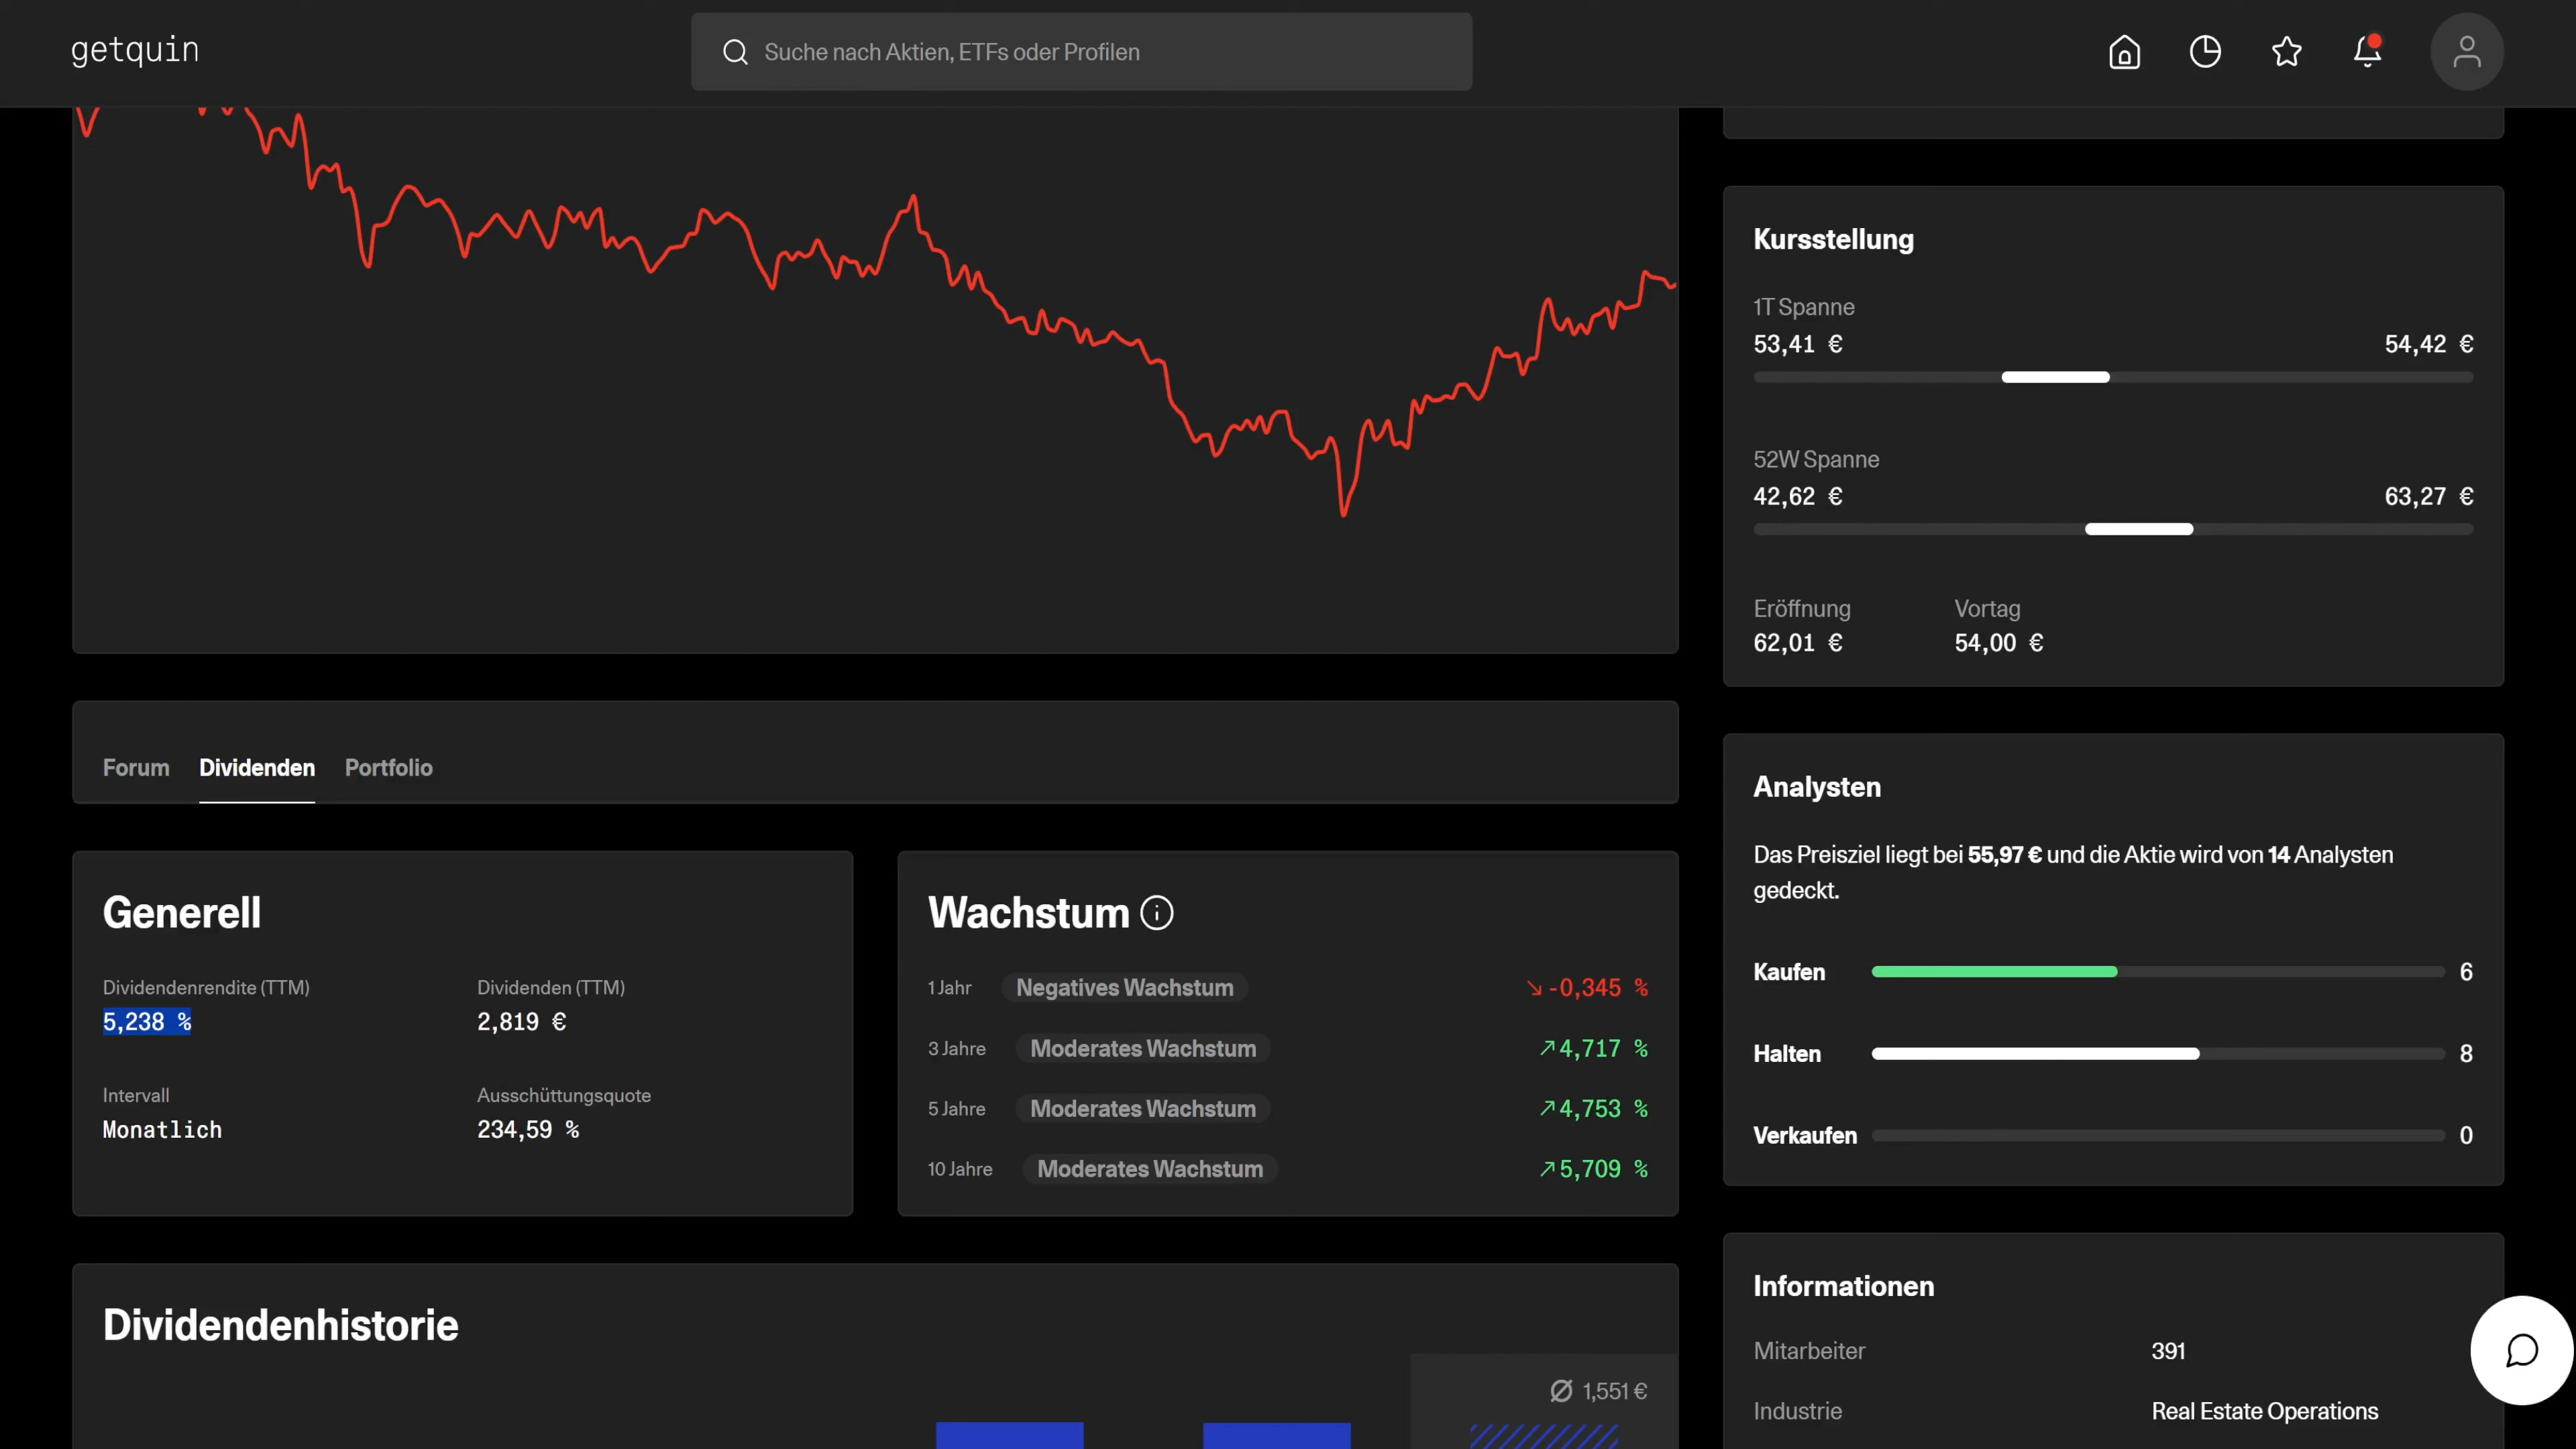 getquin
Suche nach Aktien, ETFs oder Profilen
Kursstellung
1T Spanne
53,41 €
54,42 €
52W Spanne
42,62 €
63,27 €
Eröffnung
Vortag
62,01 €
54,00 €
Forum
Dividenden
Portfolio
Analysten
Das Preisziel liegt bei 55,97 € und die Aktie wird von 14 Analysten
gedeckt.
Kaufen
6
Halten
8
Verkaufen
0
Generell
Dividendenrendite (TTM)
Dividenden (TTM)
5,238 %
2,819 €
Intervall
Ausschüttungsquote
Monatlich
234,59 %
Wachstum
1 Jahr
Negatives Wachstum
-0,345 %
3 Jahre
Moderates Wachstum
4,717 %
5 Jahre
Moderates Wachstum
4,753 %
10 Jahre
Moderates Wachstum
5,709 %
Dividendenhistorie
Ø 1,551 €
Informationen
Mitarbeiter
391
Industrie
Real Estate Operations